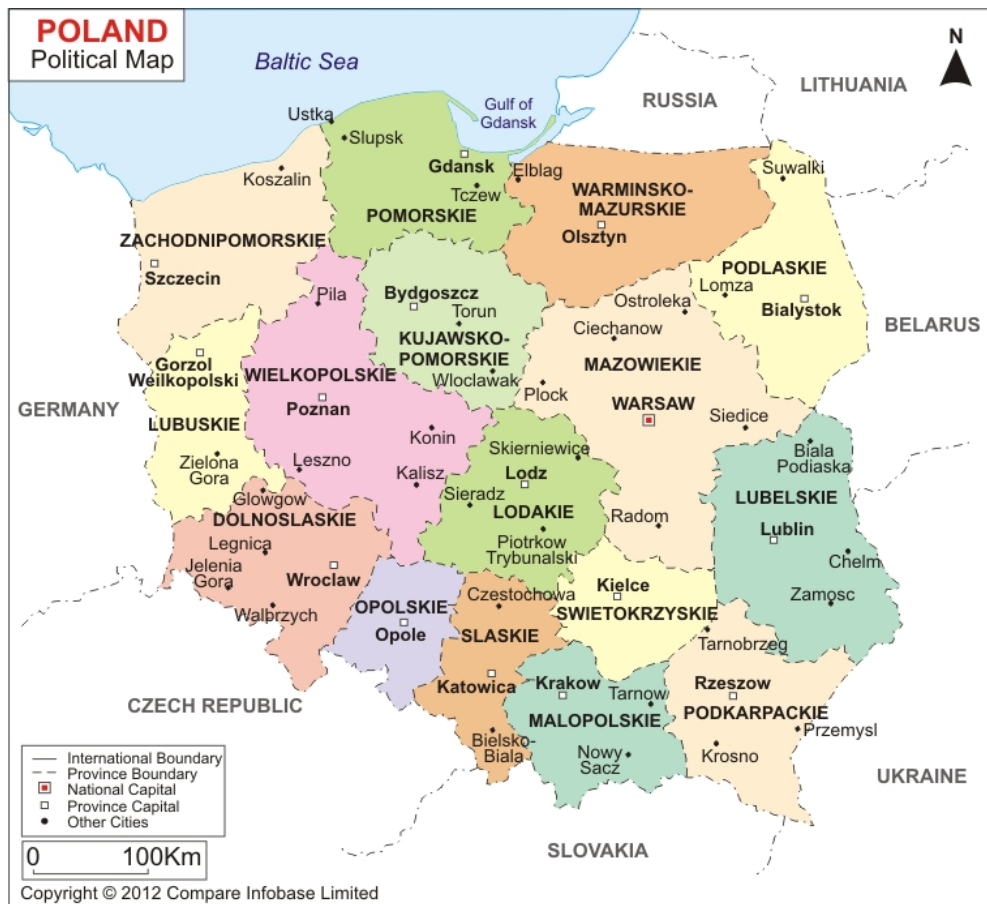 POLAND
Political Map
Baltic Sea
N
LITHUANIA
RUSSIA
Gulf of
Gdansk
Ustka
Slupsk
Gdansk
Koszalin
Elblag
Suwalki
Tczew
WARMINSKO-
MAZURSKIE
POMORSKIE
Olsztyn
ZACHODNIPOMORSKIE
Szczecin
PODLASKIE
Lomza
Pila
Bydgoszcz
Ostroleka
Bialystok
Torun
Ciechanow
BELARUS
KUJAWSKO-
POMORSKIE
Gorzol
Weilkopolski
WIELKOPOLSKIE
MAZOWIEKIE
Wloclawak
Plock
GERMANY
Poznan
WARSAW
Siedice
LUBUSKIE
Konin
Skierniewice
Biala
Podiaska
Zielona
Gora
Leszno
Kalisz
Lodz
Sieradz
LUBELSKIE
Glowgow
DOLNOSLASKIE
LODAKIE
Radom
Lublin
Legnica
Piotrkow
Trybunalski
Chelm
Jelenia
Gora
Wroclaw
Kielce
Zamosc
Walbrzych
OPOLSKIE
Opole
Czestochowa
SWIETOKRZYSKIE
SLASKIE
Tarnobrzeg
Katowica
Krakow
Tarnow
Rzeszow
CZECH REPUBLIC
MALOPOLSKIE
PODKARPACKIE
Przemysl
Bielsko-
Biala
Nowy
Sacz
Krosno
UKRAINE
SLOVAKIA
International Boundary
Province Boundary
National Capital
Province Capital
Other Cities
0 100Km
Copyright © 2012 Compare Infobase Limited